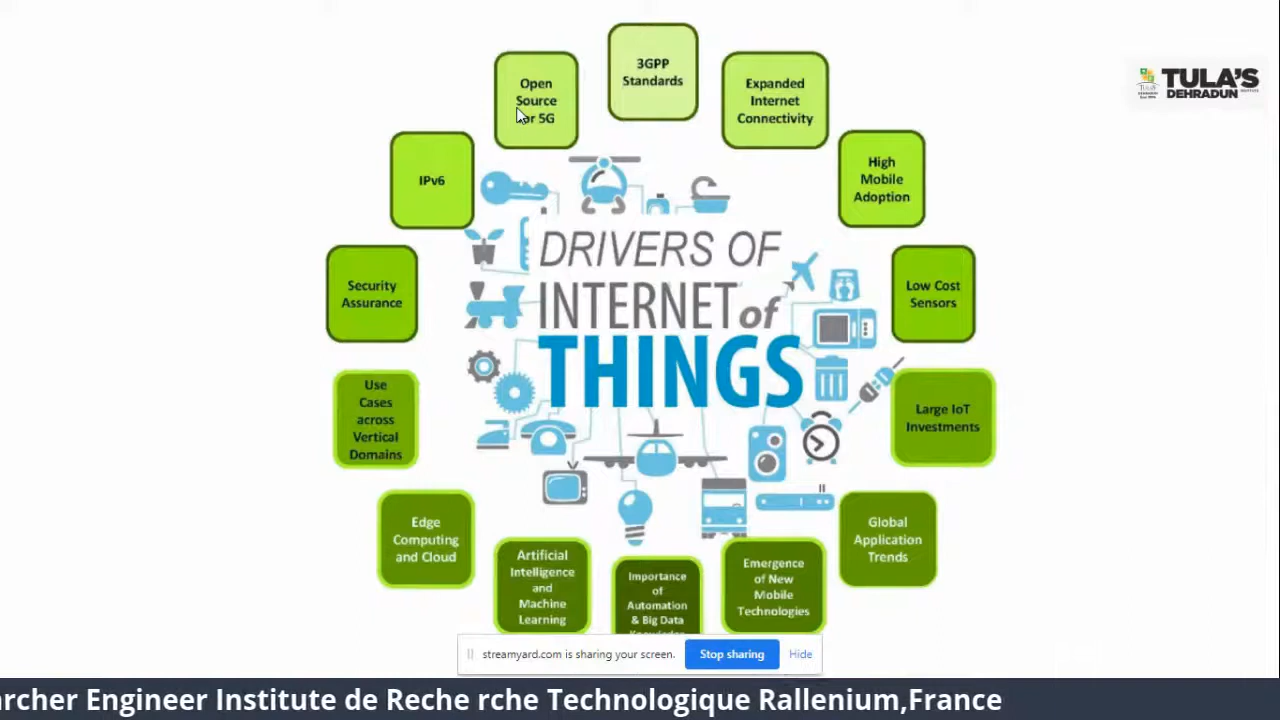 3GPP
Standards
Open
Source
or 5G
Expanded
Internet
Connectivity
TULA'S
DEHRADUN
High
Mobile
Adoption
IPv6
DRIVERS OF
INTERNET of
THINGS
Security
Assurance
Low Cost
Sensors
Use
Cases
across
Vertical
Domains
Large IoT
Investments
Edge
Computing
and Cloud
Global
Application
Trends
Artificial
Intelligence
and
Machine
Learning
Importance
of
Automation
& Big Data
Emergence
of New
Mobile
Technologies
streamyard.com is sharing your screen.
Stop sharing
Hide
rcher Engineer Institute de Reche rche Technologique Rallenium,France